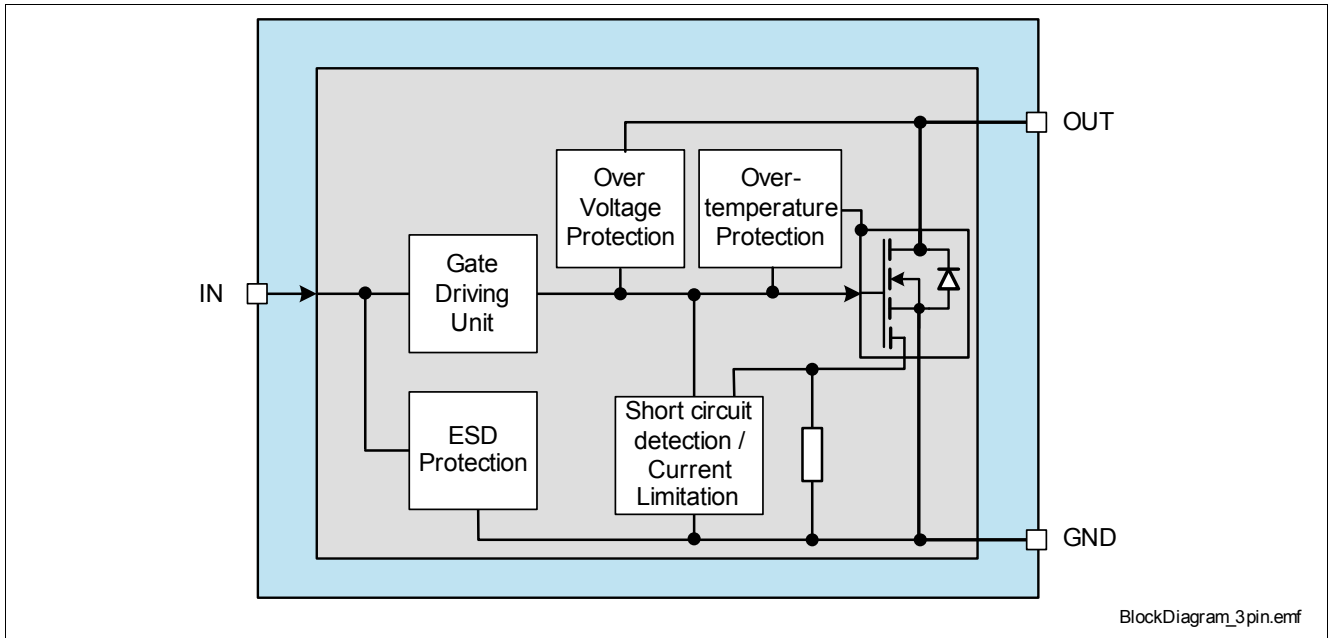 OUT
Over
Voltage
Protection
Over-
temperature
Protection
Gate
Driving
Unit
IN
Short circuit
detection /
Current
Limitation
ESD
Protection
GND
BlockDiagram_3pin.emf